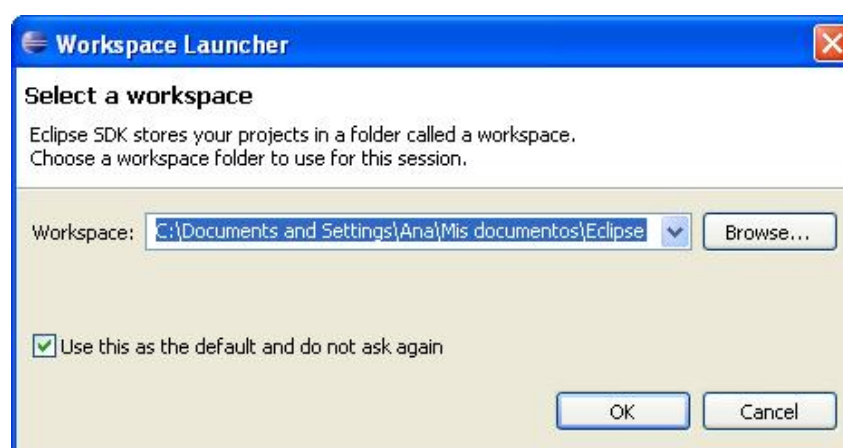 Workspace Launcher
Select a workspace
Eclipse SDK stores your projects in a folder called a workspace.
Choose a workspace folder to use for this session.
Workspace: C:\Documents and Settings\Ana\Mis documentos\Eclipse Browse...
Use this as the default and do not ask again
OK Cancel